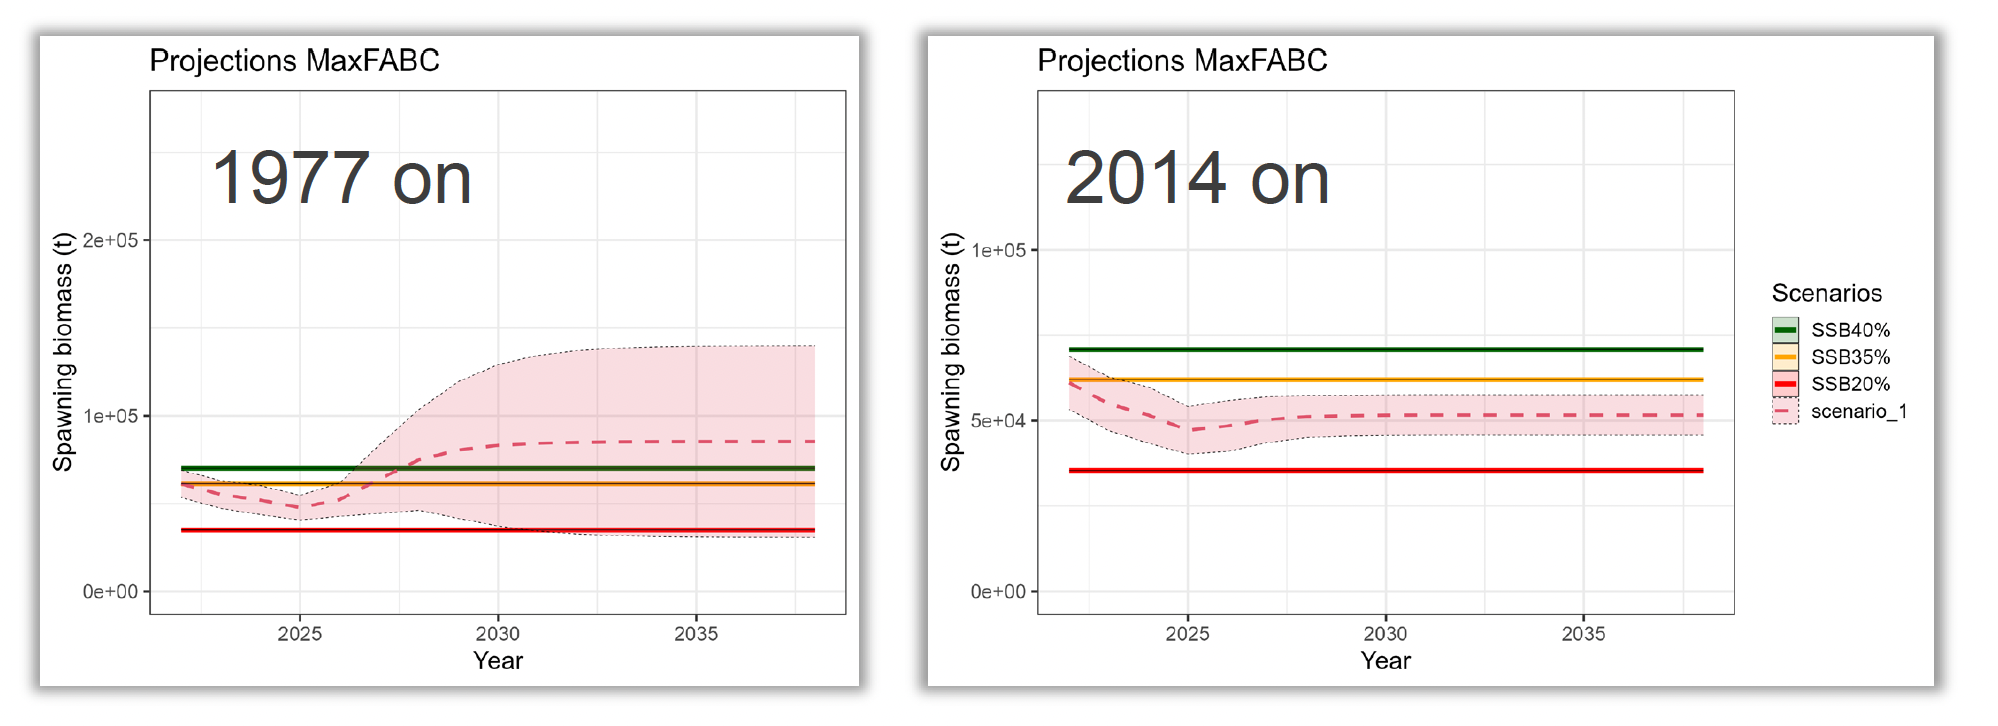 Projections MaxFABC
1977 on
Spawning biomass (t)
2e+05
1e+05
0e+00
2025 2030 2035
Year
Projections MaxFABC
2014 on
Spawning biomass (t)
1e+05
5e+04
0e+00
2025 2030 2035
Year
Scenarios
SSB40%
SSB35%
SSB20%
scenario_1